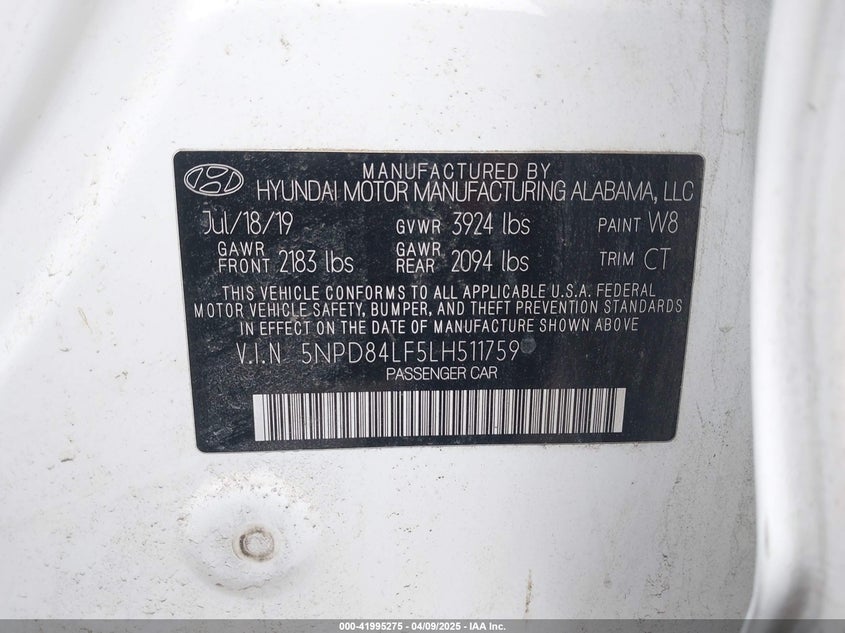 MANUFACTURED BY
HYUNDAI MOTOR MANUFACTURING ALABAMA, LLC
Jul/18/19 GVWR 3924 lbs PAINT W8
GAWR FRONT 2183 lbs GAWR REAR 2094 lbs TRIM CT
THIS VEHICLE CONFORMS TO ALL APPLICABLE U.S.A. FEDERAL
MOTOR VEHICLE SAFETY, BUMPER, AND THEFT PREVENTION STANDARDS
IN EFFECT ON THE DATE OF MANUFACTURE SHOWN ABOVE.
V.I.N 5NPD84LF5LH511759
PASSENGER CAR
000-41995275 - 04/09/2025 - IAA Inc.